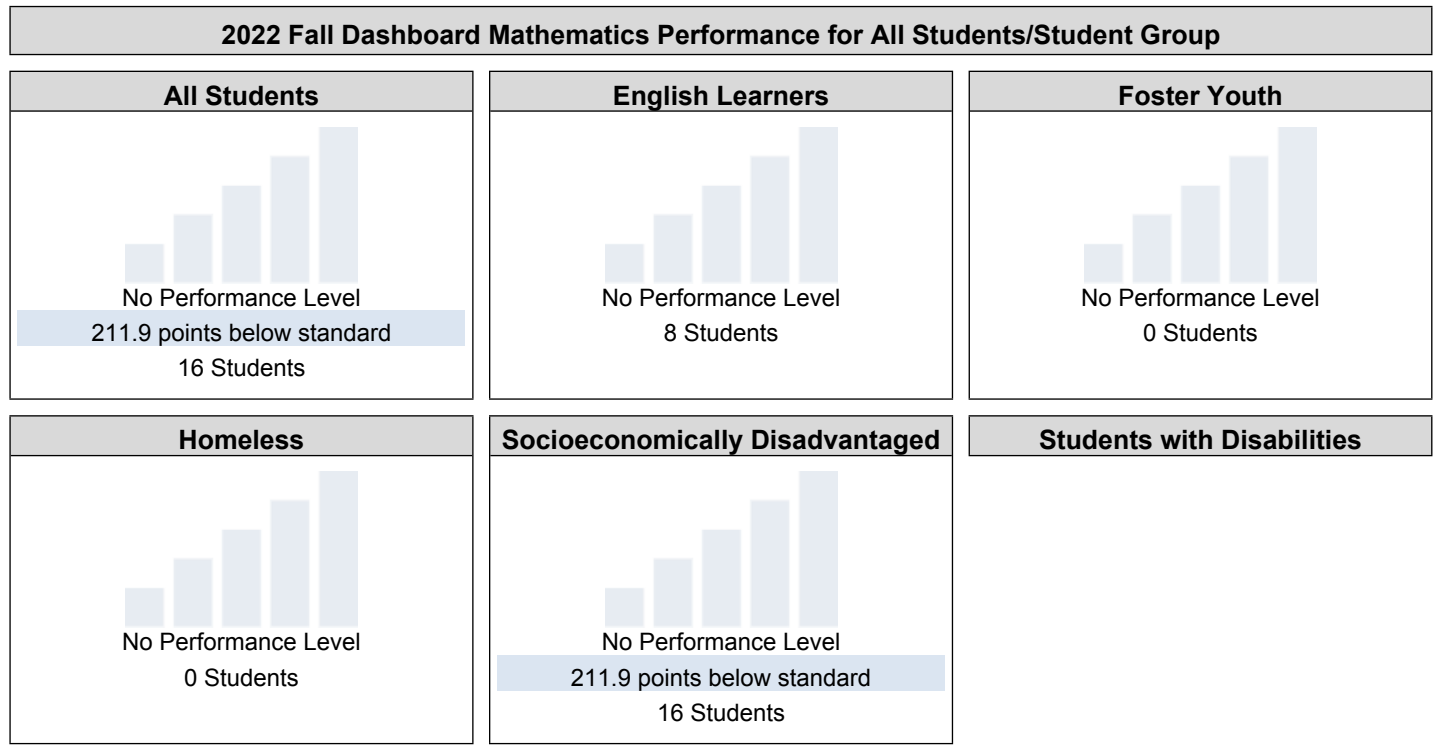 2022 Fall Dashboard Mathematics Performance for All Students/Student Group
All Students
No Performance Level
211.9 points below standard
16 Students
English Learners
No Performance Level
8 Students
Foster Youth
No Performance Level
0 Students
Homeless
No Performance Level
0 Students
Socioeconomically Disadvantaged
No Performance Level
211.9 points below standard
16 Students
Students with Disabilities